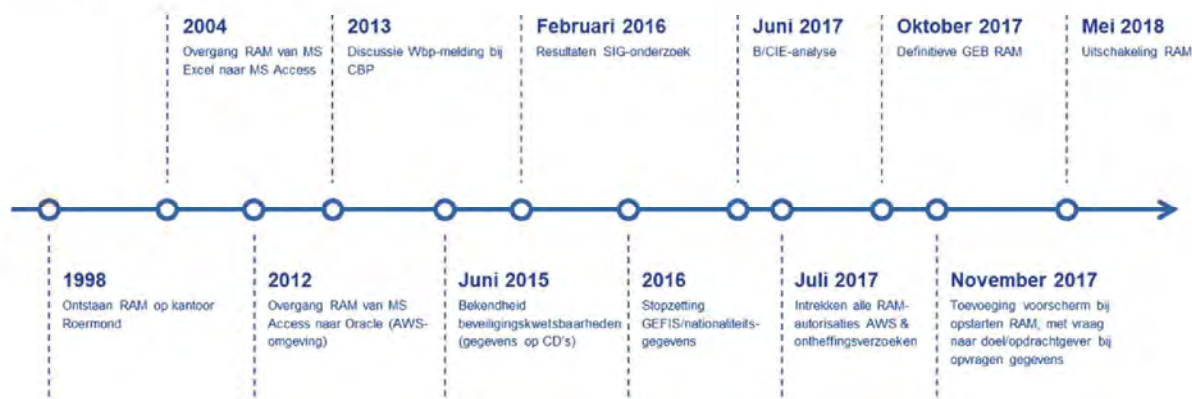 2004
Overgang RAM van MS
Excel naar MS Access
2013
Discussie Wbp-melding bij
CBP
Februari 2016
Resultaten SIG-onderzoek
Juni 2017
B/CIE-analyse
Oktober 2017
Definitieve GEB RAM
Mei 2018
Uitschakeling RAM
1998
Ontstaan RAM op kantoor
Roermond
2012
Overgang RAM van MS
Access naar Oracle (AWS-
omgeving)
Juni 2015
Bekendheid
beveiligingskwetsbaarheden
(gegevens op CD's)
2016
Stopzetting
GEFIS/nationaliteits-
gegevens
Juli 2017
Intrekken alle RAM-
autorisaties AWS &
ontheffingsverzoeken
November 2017
Toevoeging voorscherm bij
opstarten RAM, met vraag
naar doel/opdrachtgever bij
opvragen gegevens